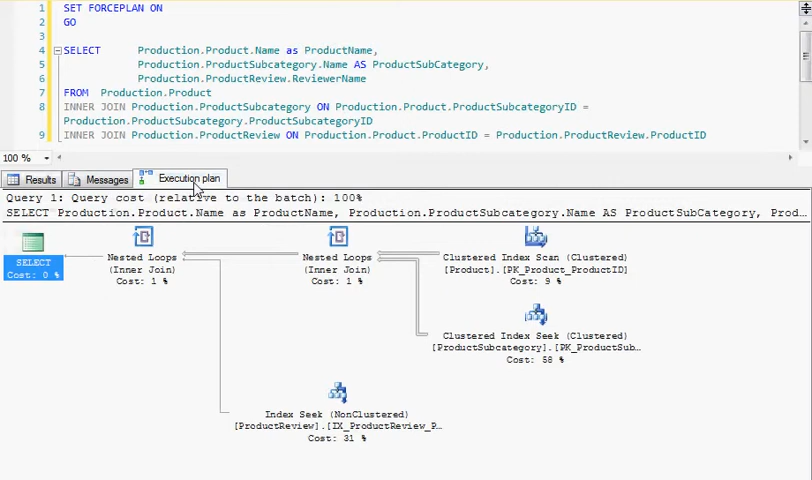 1 SET FORCEPLAN ON
2 GO
3
4 SELECT Production.Product.Name as ProductName,
5 Production.ProductSubcategory.Name AS ProductSubCategory,
6 Production.ProductReview.ReviewerName
7 FROM Production.Product
8 INNER JOIN Production.ProductSubcategory ON Production.Product.ProductSubcategoryID =
Production.ProductSubcategory.ProductSubcategoryID
9 INNER JOIN Production.ProductReview ON Production.Product.ProductID = Production.ProductReview.ProductID
100 %
Results Messages Execution plan
Query 1: Query cost (relative to the batch): 100%
SELECT Production.Product.Name as ProductName, Production.ProductSubcategory.Name AS ProductSubCategory, Prod...
SELECT
Cost: 0 %
Nested Loops
(Inner Join)
Cost: 1 %
Nested Loops
(Inner Join)
Cost: 1 %
Clustered Index Scan (Clustered)
[Product].[PK_Product_ProductID]
Cost: 9 %
Clustered Index Seek (Clustered)
[ProductSubcategory].[PK_ProductSub...
Cost: 58 %
Index Seek (NonClustered)
[ProductReview].[IX_ProductReview_P...
Cost: 31 %